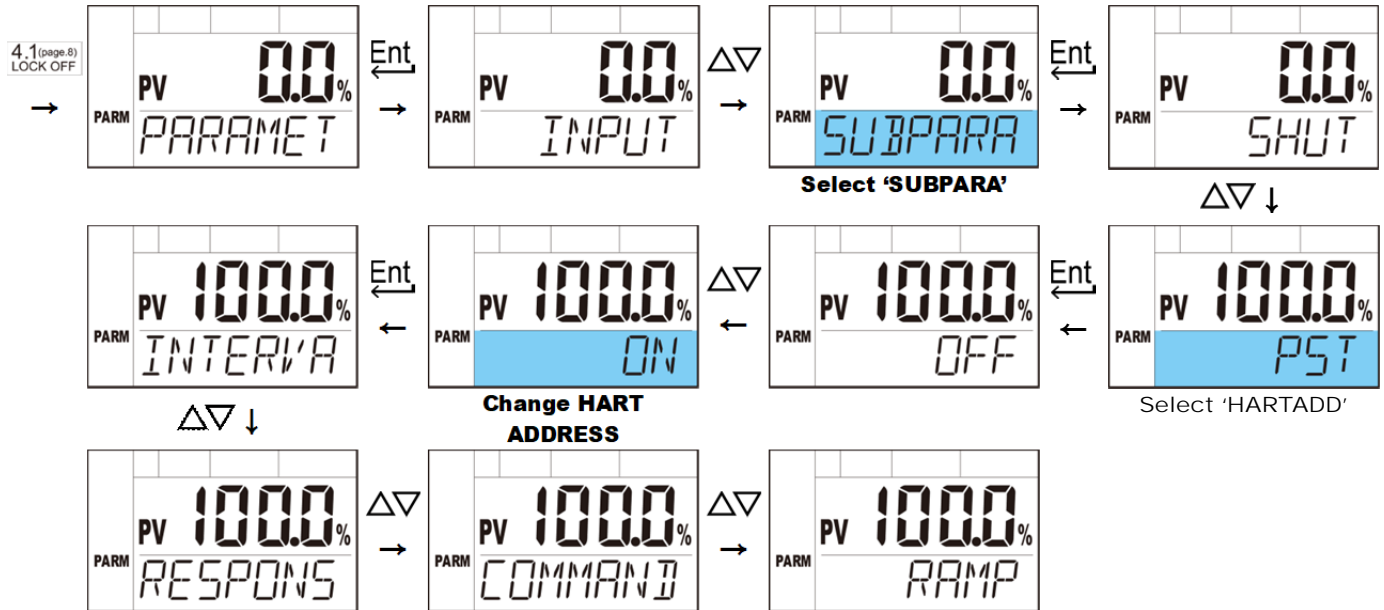 4.1(page.8)
LOCK OFF
→
PV 0.0%
PARM
PARAMET
Ent
→
PV 0.0%
PARM
INPUT
△▽
→
PV 0.0%
PARM
SUBPARA
Select ‘SUBPARA’
Ent
→
PV 0.0%
PARM
SHUT
△▽ ↓
PV 100.0%
PARM
PST
Select ‘HARTADD’
Ent
←
PV 100.0%
PARM
OFF
△▽
←
PV 100.0%
PARM
ON
Change HART
ADDRESS
Ent
←
PV 100.0%
PARM
INTERVA
△▽ ↓
PV 100.0%
PARM
RESPONS
△▽
→
PV 100.0%
PARM
COMMAND
△▽
→
PV 100.0%
PARM
RAMP